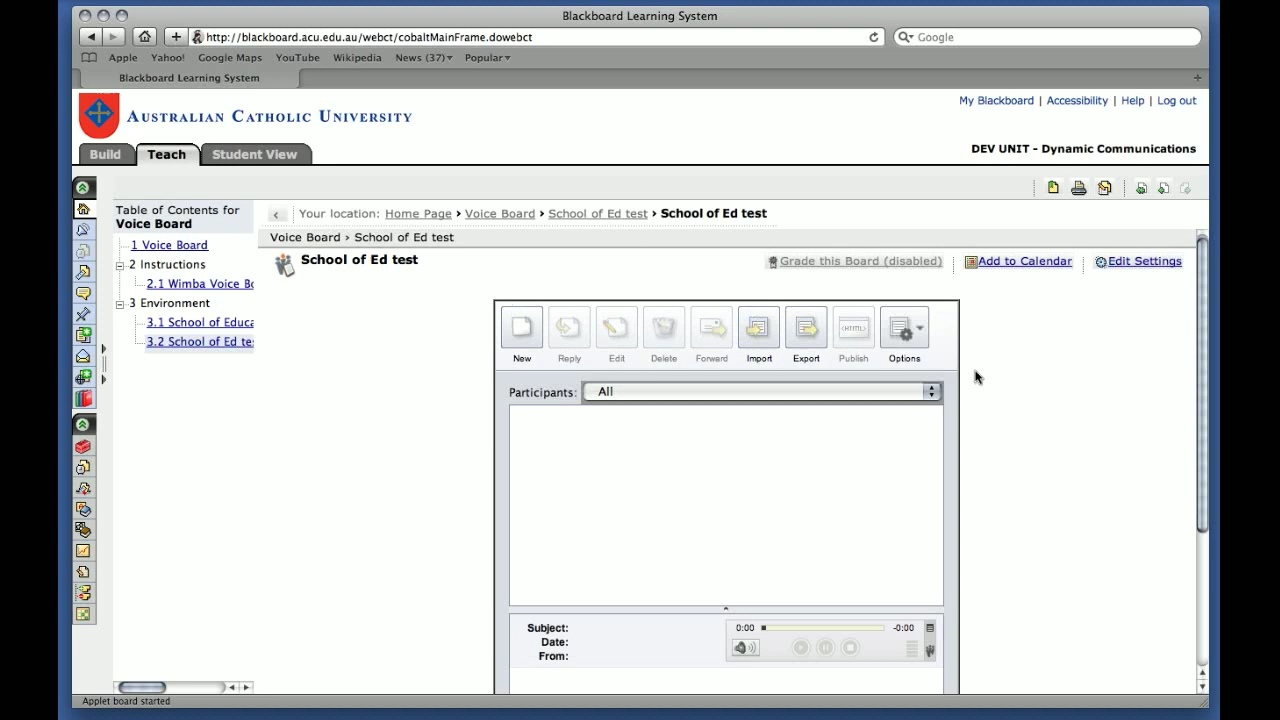 Blackboard Learning System
http://blackboard.acu.edu.au/webct/cobaltMainFrame.dowebct
Google
Apple Yahoo! Google Maps YouTube Wikipedia News (37) Popular
Blackboard Learning System
AUSTRALIAN CATHOLIC UNIVERSITY
My Blackboard | Accessibility | Help | Log out
Build Teach Student View
DEV UNIT - Dynamic Communications
Table of Contents for
Voice Board
1 Voice Board
2 Instructions
2.1 Wimba Voice Bo
3 Environment
3.1 School of Educa
3.2 School of Ed te
Your location: Home Page › Voice Board › School of Ed test › School of Ed test
Voice Board › School of Ed test
School of Ed test
Grade this Board (disabled) Add to Calendar Edit Settings
<HTML>
New Reply Edit Delete Forward Import Export Publish Options
Participants: All
Subject:
Date:
From:
0:00 -0:00
Applet board started